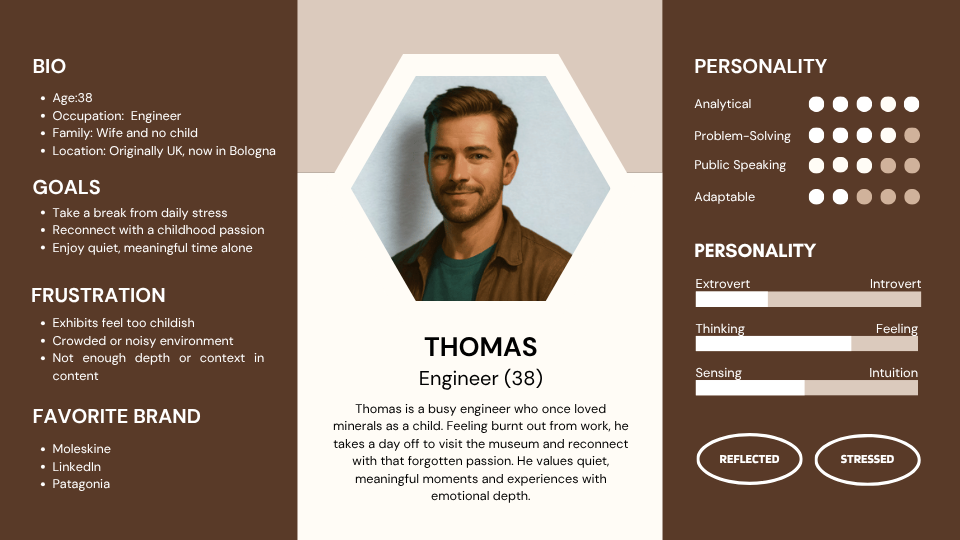 BIO
• Age:38
• Occupation: Engineer
• Family: Wife and no child
• Location: Originally UK, now in Bologna
GOALS
• Take a break from daily stress
• Reconnect with a childhood passion
• Enjoy quiet, meaningful time alone
FRUSTRATION
• Exhibits feel too childish
• Crowded or noisy environment
• Not enough depth or context in
content
FAVORITE BRAND
• Moleskine
• LinkedIn
• Patagonia
THOMAS
Engineer (38)
Thomas is a busy engineer who once loved
minerals as a child. Feeling burnt out from work, he
takes a day off to visit the museum and reconnect
with that forgotten passion. He values quiet,
meaningful moments and experiences with
emotional depth.
PERSONALITY
Analytical
Problem-Solving
Public Speaking
Adaptable
PERSONALITY
Extrovert Introvert
Thinking Feeling
Sensing Intuition
REFLECTED STRESSED